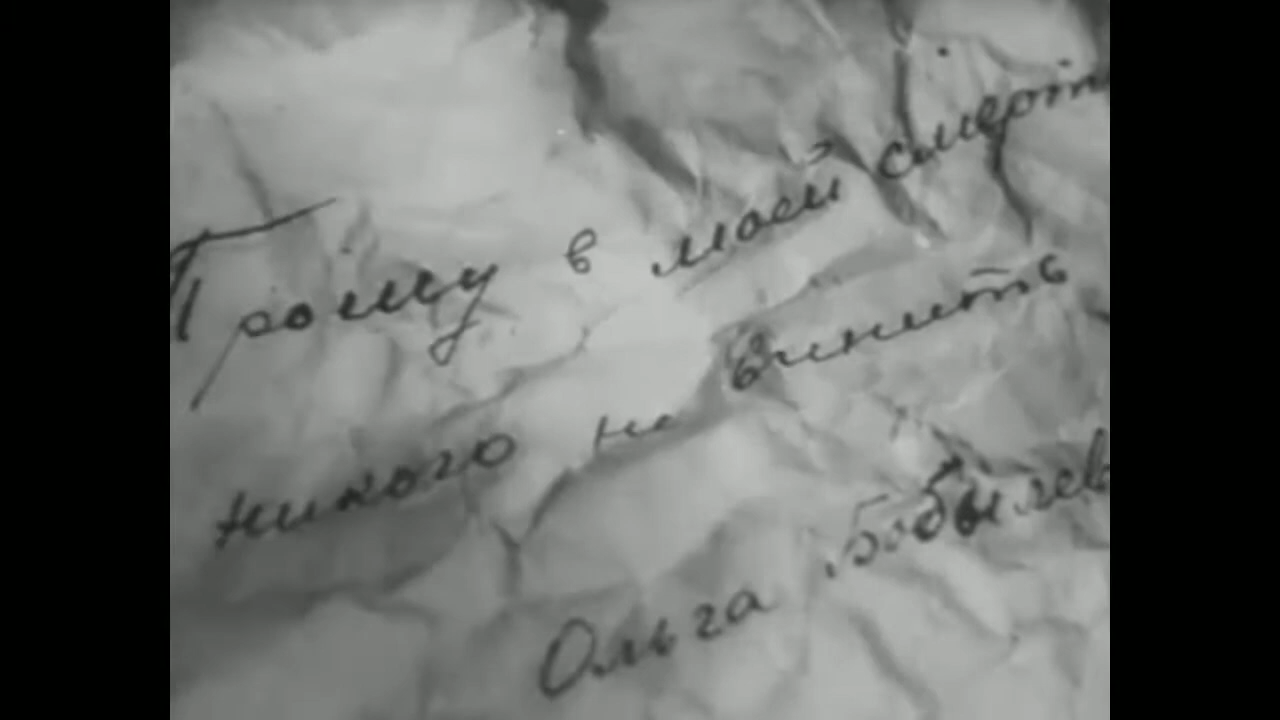 Прошу в моей смерт
никого не винить
Ольга Бобылев